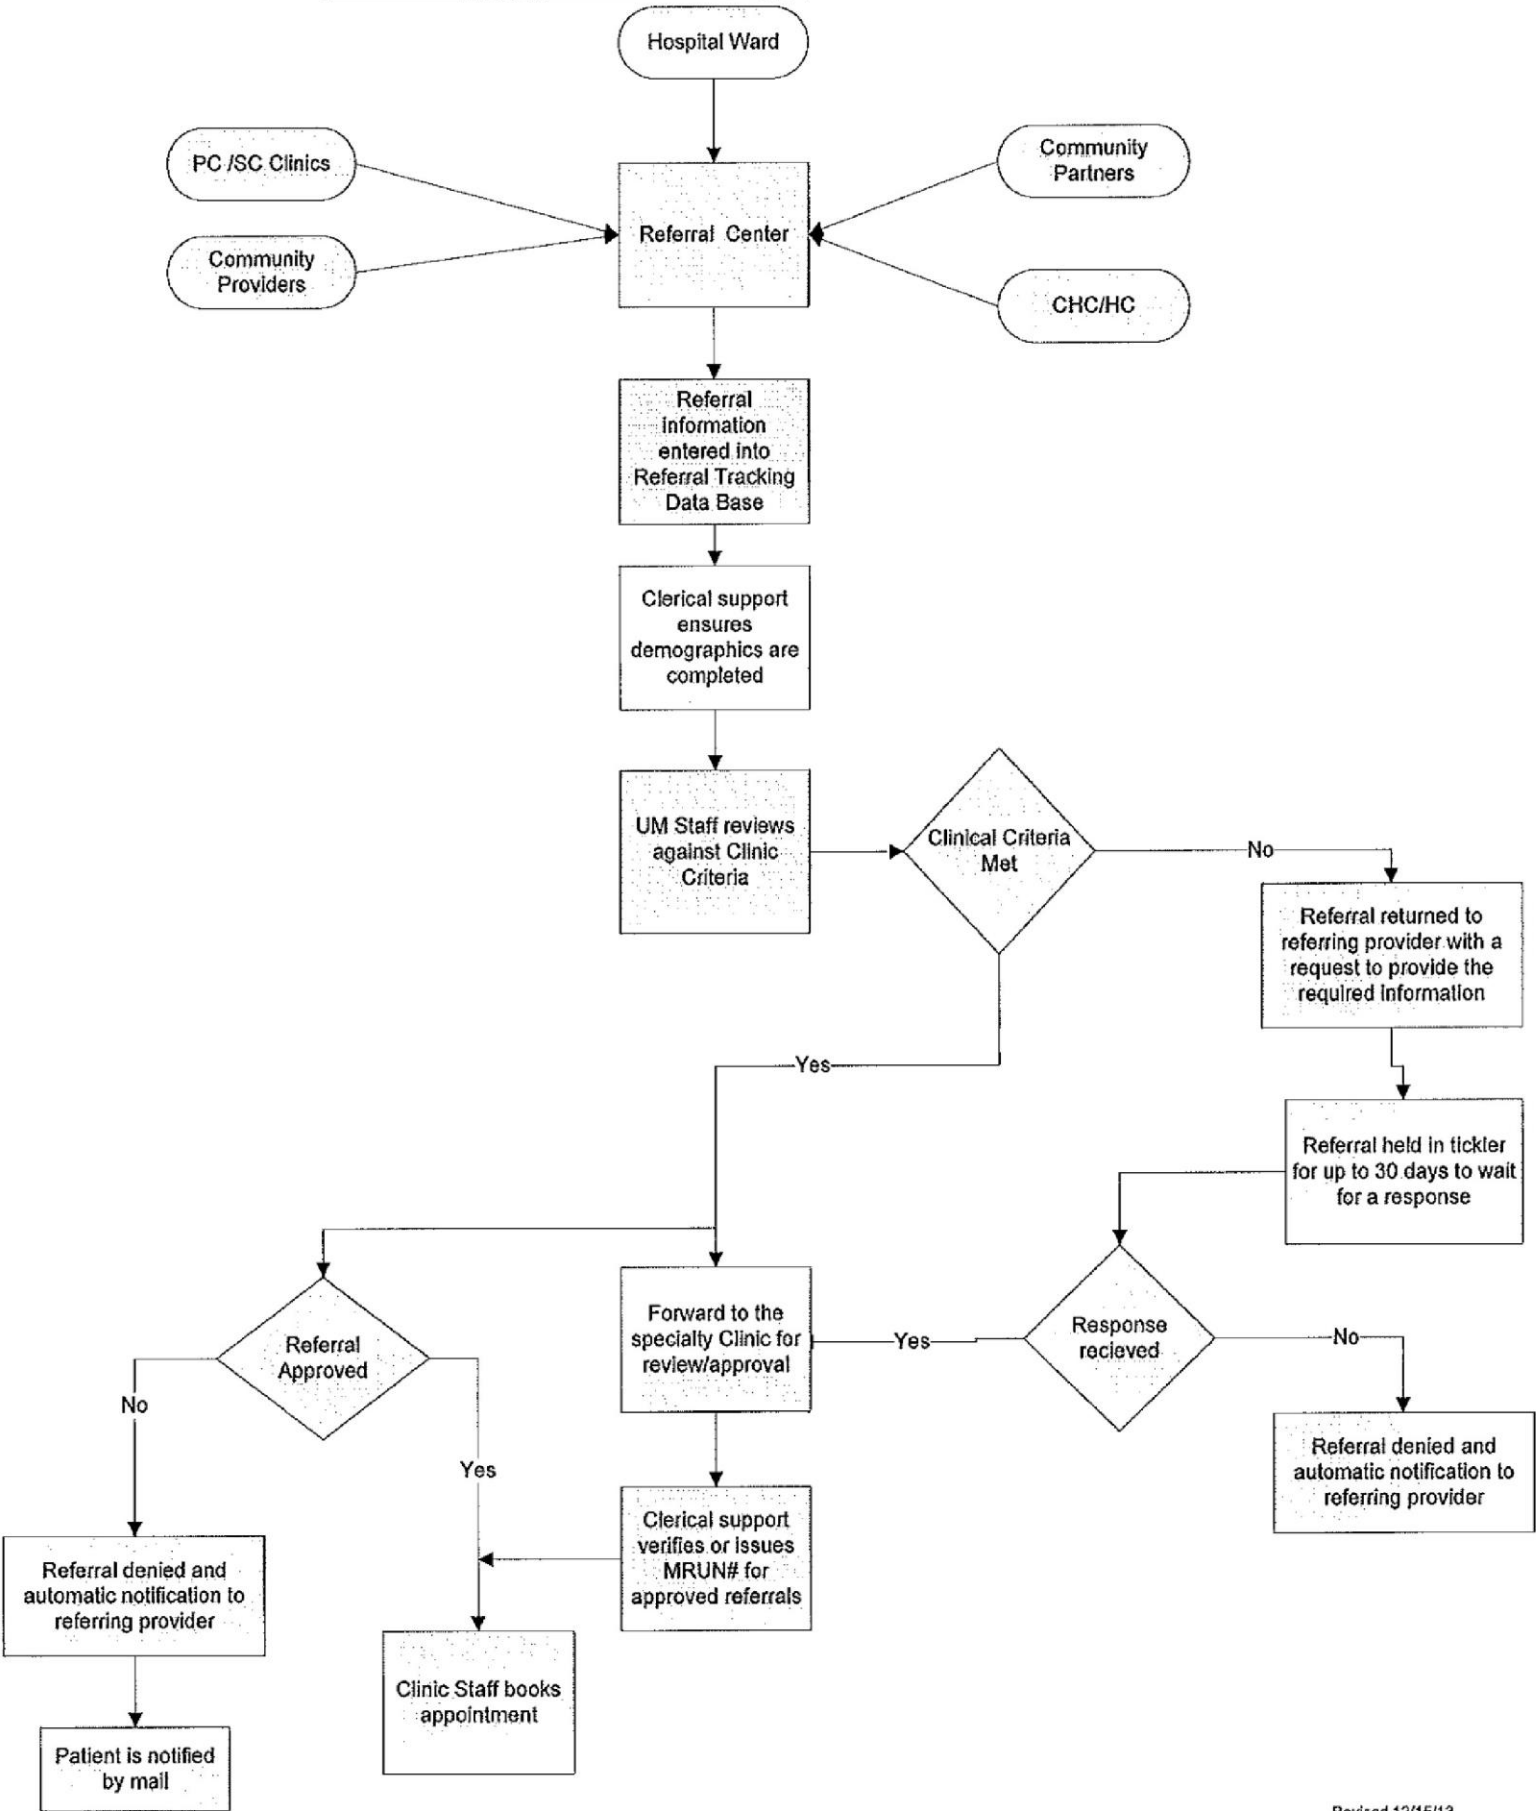 Hospital Ward
PC /SC Clinics
Community
Partners
Referral Center
Community
Providers
CHC/HC
Referral
information
entered into
Referral Tracking
Data Base
Clerical support
ensures
demographics are
completed
UM Staff reviews
against Clinic
Criteria
Clinical Criteria
Met
No
Referral returned to
referring provider with a
request to provide the
required information
Yes
Referral held in tickler
for up to 30 days to wait
for a response
Referral
Approved
Forward to the
specialty Clinic for
review/approval
Yes
Response
recieved
No
No
Yes
Referral denied and
automatic notification to
referring provider
Clerical support
verifies or issues
MRUN# for
approved referrals
Referral denied and
automatic notification to
referring provider
Clinic Staff books
appointment
Patient is notified
by mail
Revised 12/15/13